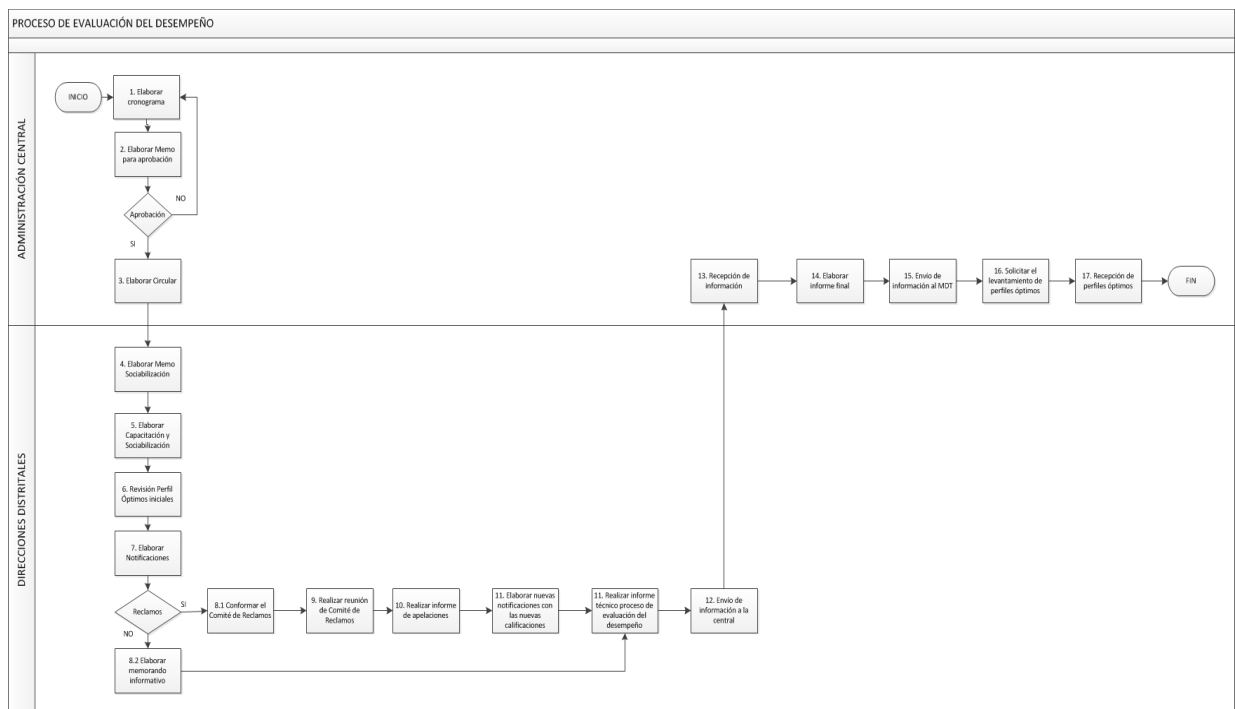 PROCESO DE EVALUACIÓN DEL DESEMPEÑO
ADMINISTRACIÓN CENTRAL
INICIO
1. Elaborar
cronograma
2. Elaborar Memo
para aprobación
Aprobación
NO
SI
3. Elaborar Circular
13. Recepción de
información
14. Elaborar
informe final
15. Envío de
información al MDT
16. Solicitar el
levantamiento de
perfiles óptimos
17. Recepción de
perfiles óptimos
FIN
DIRECCIONES DISTRITALES
4. Elaborar Memo
Sociabilización
5. Elaborar
Capacitación y
Sociabilización
6. Revisión Perfil
Óptimos iniciales
7. Elaborar
Notificaciones
Reclamos
SI
NO
8.1 Conformar el
Comité de Reclamos
9. Realizar reunión
de Comité de
Reclamos
10. Realizar informe
de apelaciones
11. Elaborar nuevas
notificaciones con
las nuevas
calificaciones
11. Realizar informe
técnico proceso de
evaluación del
desempeño
12. Envío de
información a la
central
8.2 Elaborar
memorando
informativo